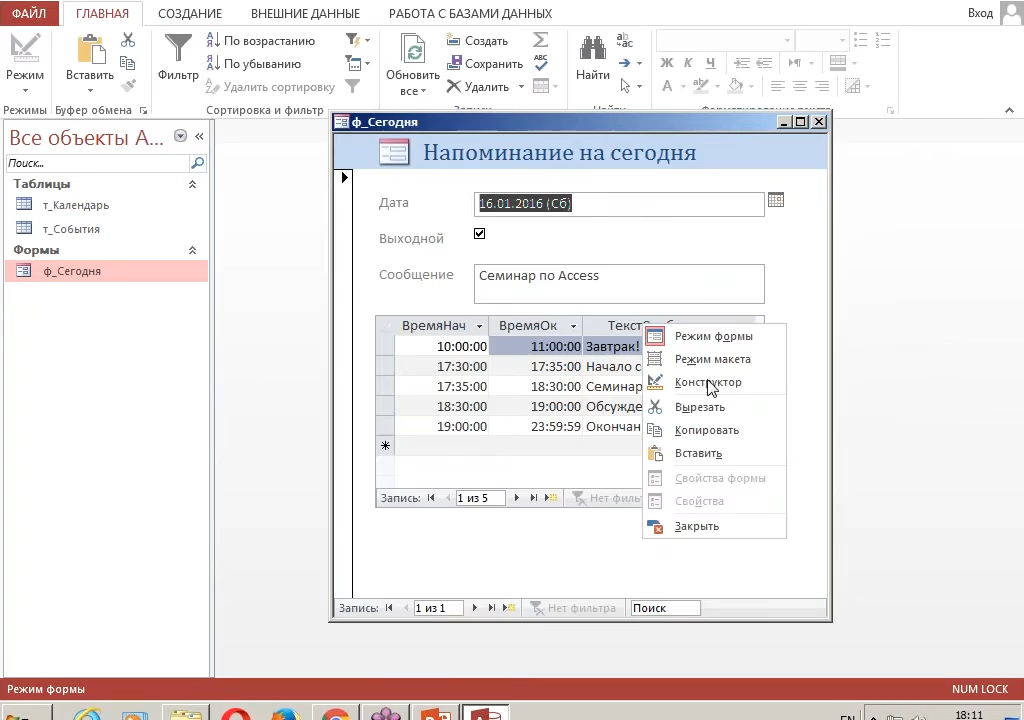 ФАЙЛ ГЛАВНАЯ СОЗДАНИЕ ВНЕШНИЕ ДАННЫЕ РАБОТА С БАЗАМИ ДАННЫХ Вход
Режим
Режимы
Вставить
Буфер обмена
Фильтр
По возрастанию
По убыванию
Удалить сортировку
Сортировка и фильтр
Обновить
все
Создать
Сохранить
Удалить
Найти
Ж К Ч
А
Все объекты A...
Поиск...
Таблицы
т_Календарь
т_События
Формы
ф_Сегодня
ф_Сегодня
Напоминание на сегодня
Дата 16.01.2016 (Сб)
Выходной
Сообщение Семинар по Access
ВремяНач ВремяОк Текст
10:00:00 11:00:00 Завтрак!
17:30:00 17:35:00 Начало с
17:35:00 18:30:00 Семинар
18:30:00 19:00:00 Обсужде
19:00:00 23:59:59 Окончан
Запись: 1 из 5 Нет филь
Режим формы
Режим макета
Конструктор
Вырезать
Копировать
Вставить
Свойства формы
Свойства
Закрыть
Запись: 1 из 1 Нет фильтра Поиск
Режим формы NUM LOCK
EN 18:11